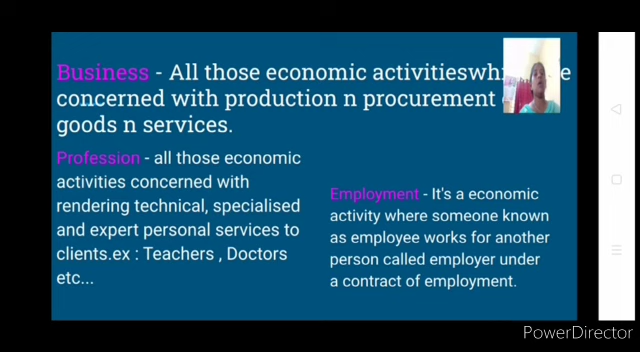 Business - All those economic activitieswh e
concerned with production n procurement
goods n services.
Profession - all those economic
activities concerned with
rendering technical, specialised
and expert personal services to
clients.ex : Teachers , Doctors
etc...
Employment - It's a economic
activity where someone known
as employee works for another
person called employer under
a contract of employment.
PowerDirector